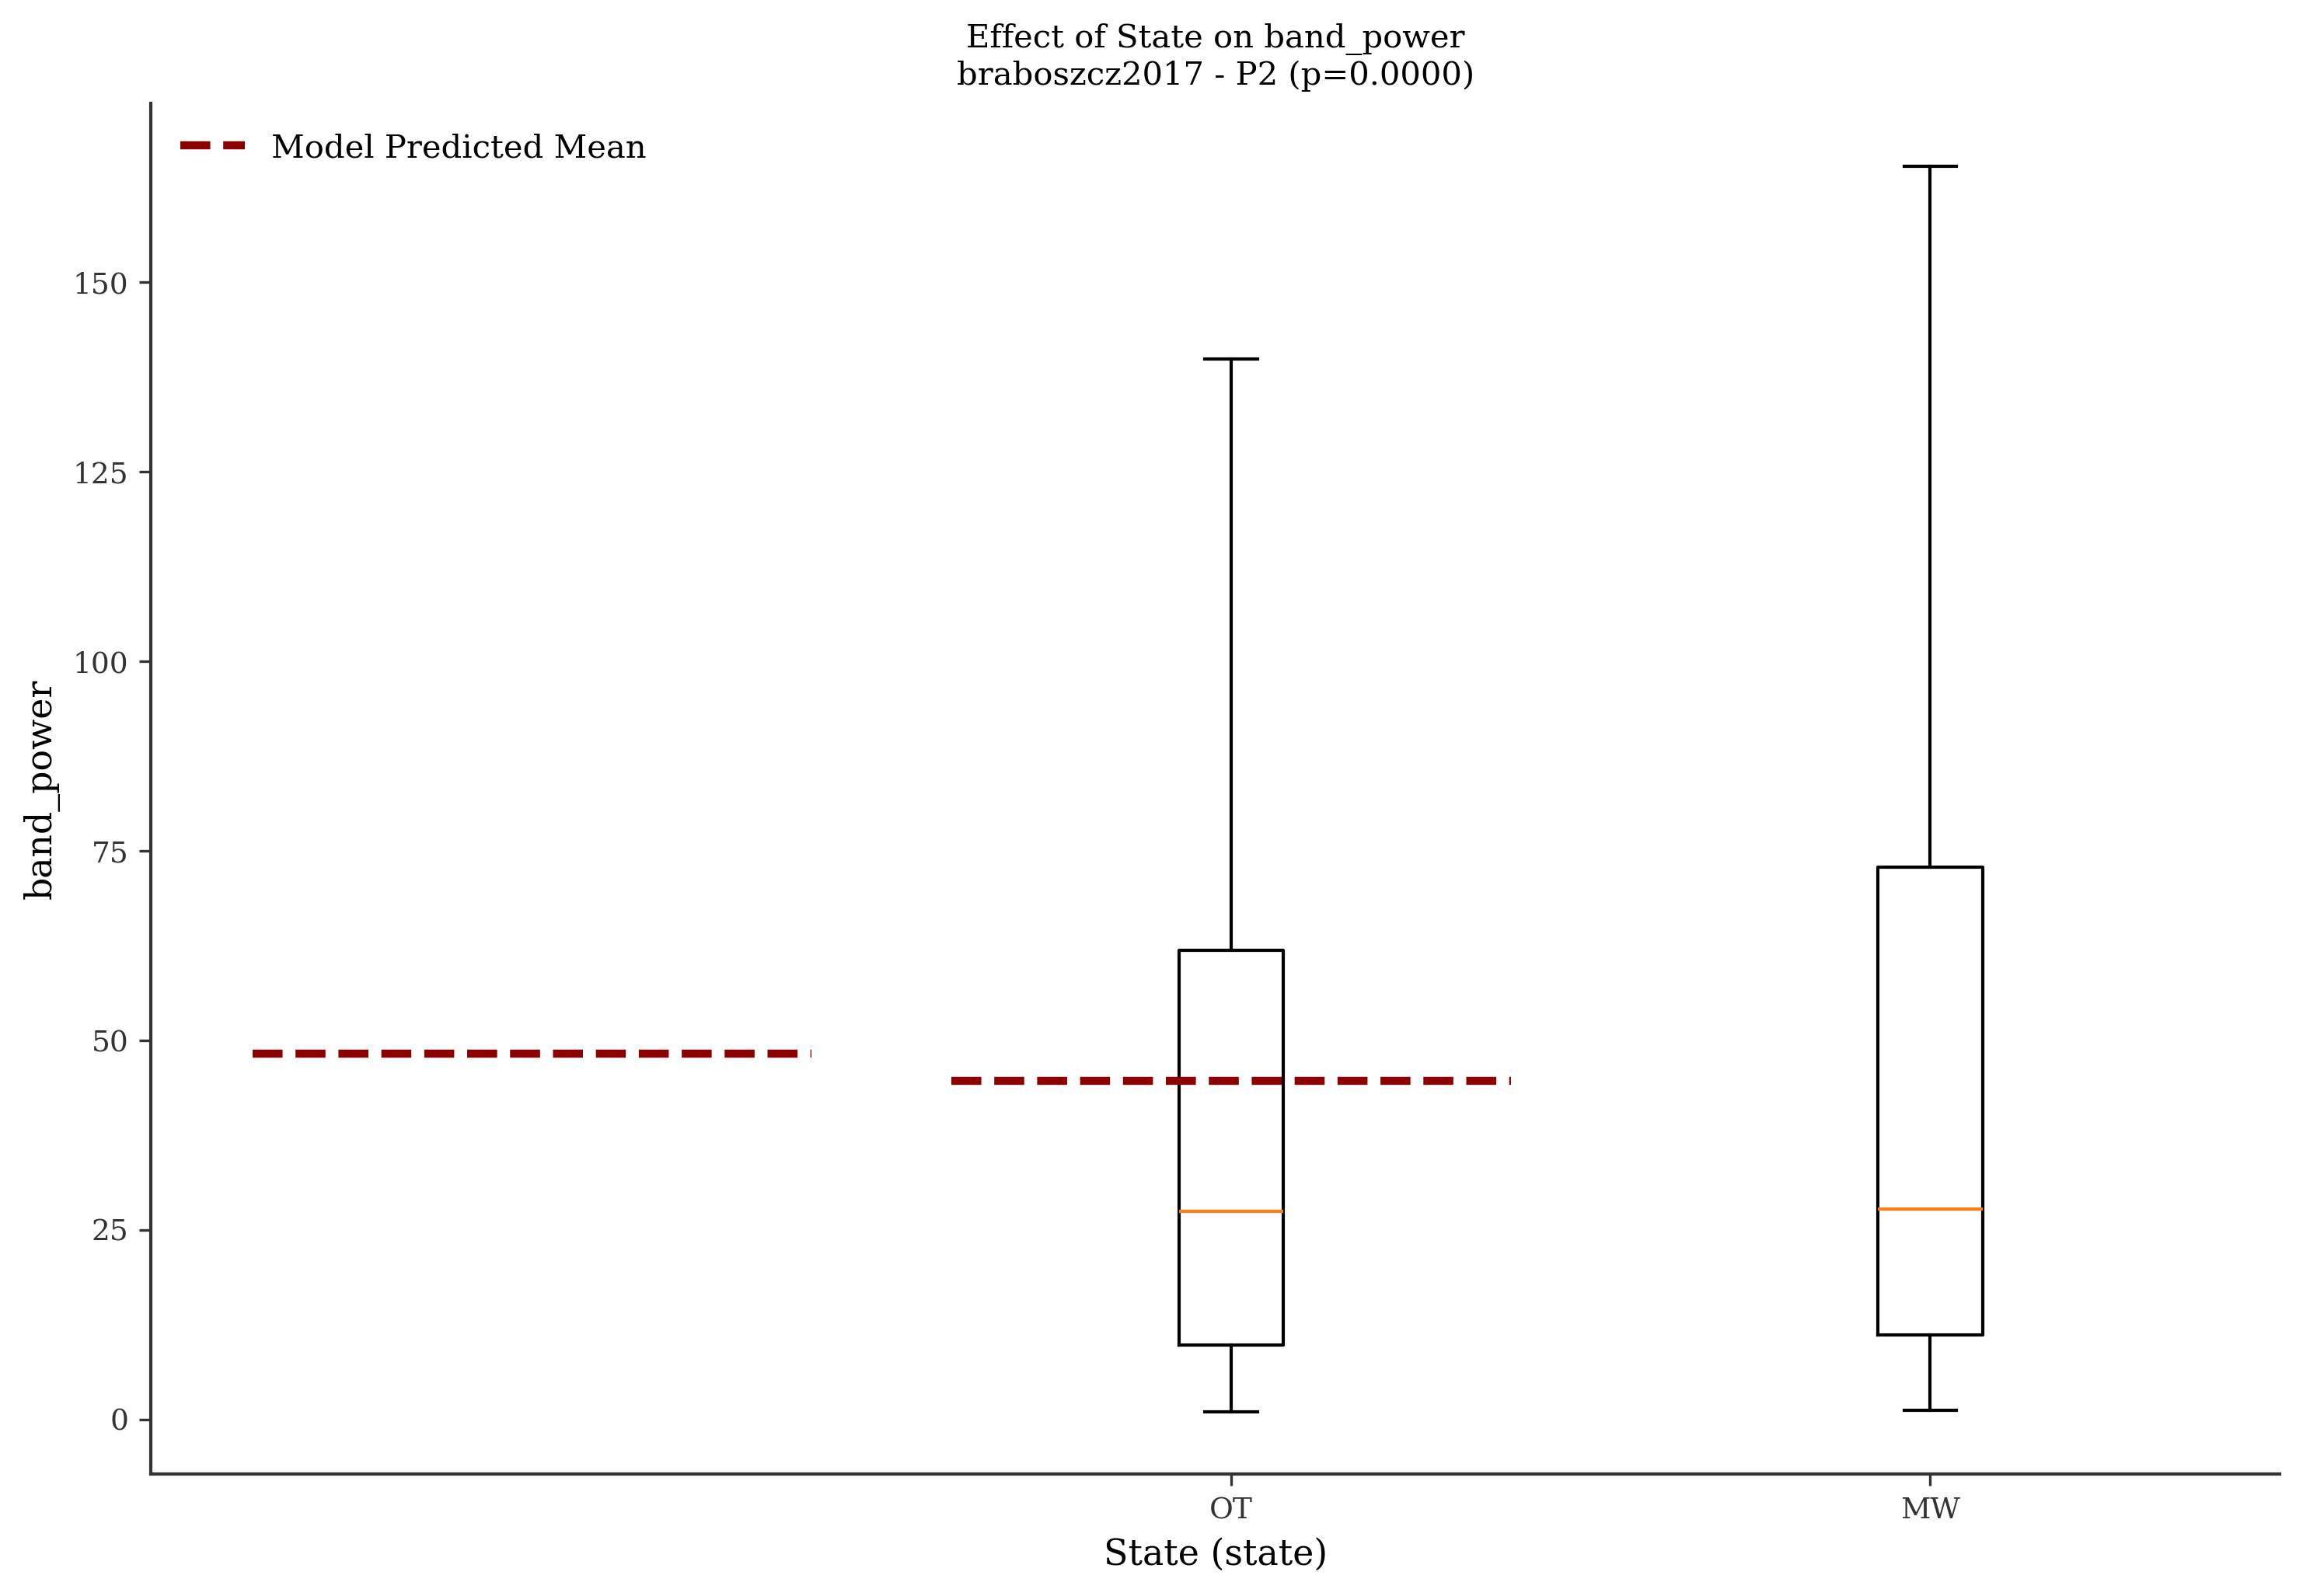 Effect of State on band_power
braboszcz2017 - P2 (p=0.0000)
Model Predicted Mean
150
125
100
75
50
25
0
band_power
OT
MW
State (state)